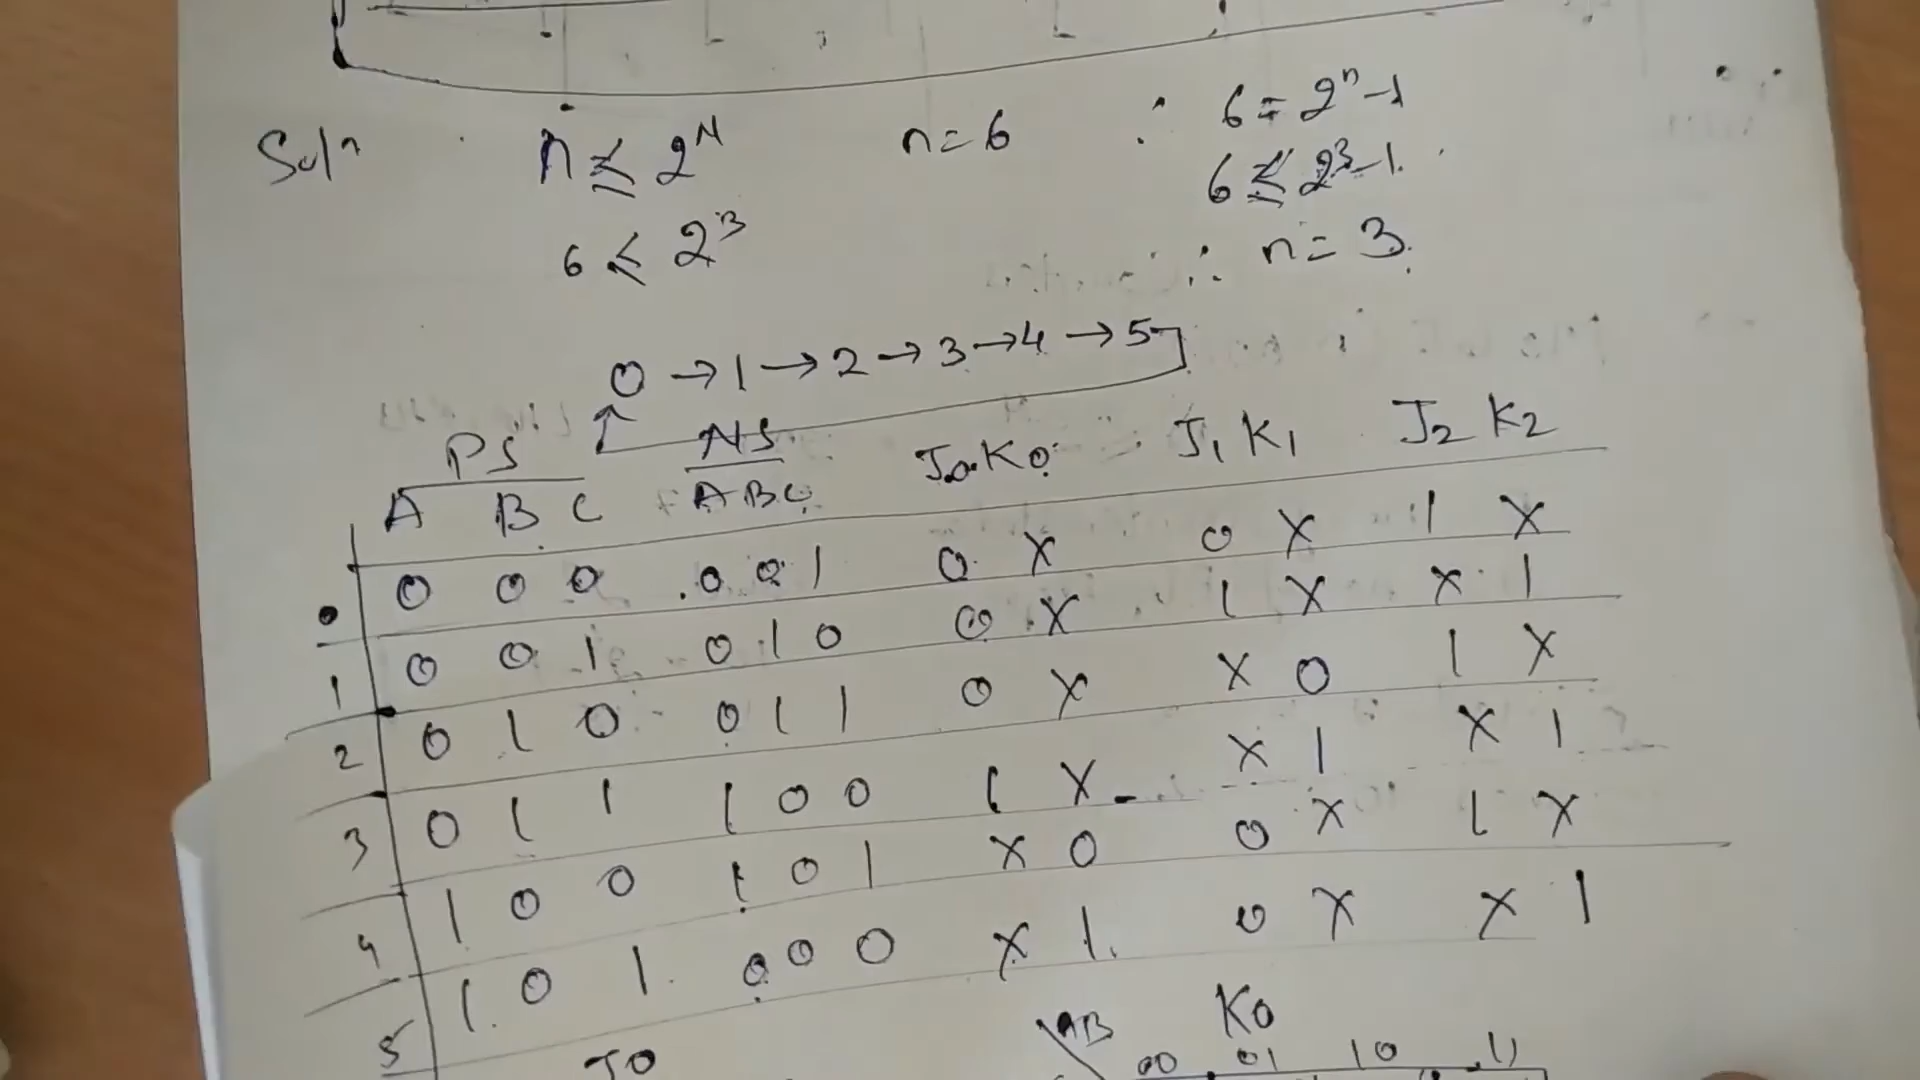 Soln n ≤ 2^N n = 6 ∴ 6 = 2^n - 1
6 ≤ 2^3 6 ≤ 2^3 - 1.
∴ n = 3.
0 → 1 → 2 → 3 → 4 → 5
PS NS J0 K0 J1 K1 J2 K2
A B C A B C
0 0 0 0 0 0 1 0 X 0 X 1 X
1 0 0 1 0 1 0 0 X 1 X X 1
2 0 1 0 0 1 1 0 X X 0 1 X
3 0 1 1 1 0 0 1 X X 1 X 1
4 1 0 0 1 0 1 X 0 0 X 1 X
5 1 0 1 0 0 0 X 1 0 X X 1
J0 K0
AB 00 01 10 11